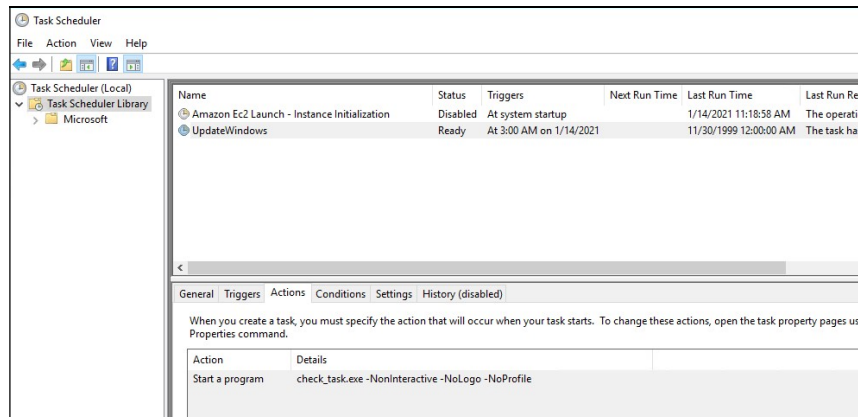 Task Scheduler
File Action View Help
Task Scheduler (Local)
Task Scheduler Library
Microsoft
Name Status Triggers Next Run Time Last Run Time Last Run Re
Amazon Ec2 Launch - Instance Initialization Disabled At system startup 1/14/2021 11:18:58 AM The operati
UpdateWindows Ready At 3:00 AM on 1/14/2021 11/30/1999 12:00:00 AM The task ha
General Triggers Actions Conditions Settings History (disabled)
When you create a task, you must specify the action that will occur when your task starts. To change these actions, open the task property pages us
Properties command.
Action Details
Start a program check_task.exe -NonInteractive -NoLogo -NoProfile